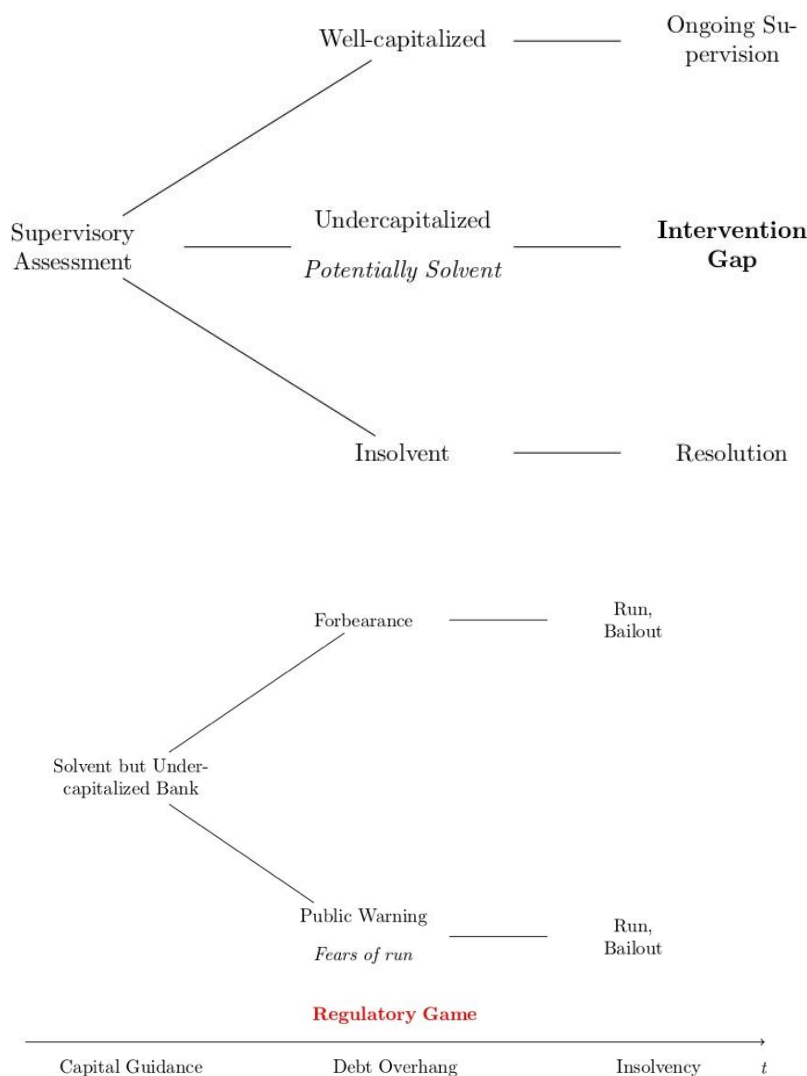 Well-capitalized
Ongoing Su-
pervision
Supervisory
Assessment
Undercapitalized
Potentially Solvent
Intervention
Gap
Insolvent
Resolution
Forbearance
Run,
Bailout
Solvent but Under-
capitalized Bank
Public Warning
Fears of run
Run,
Bailout
Regulatory Game
Capital Guidance
Debt Overhang
Insolvency
t